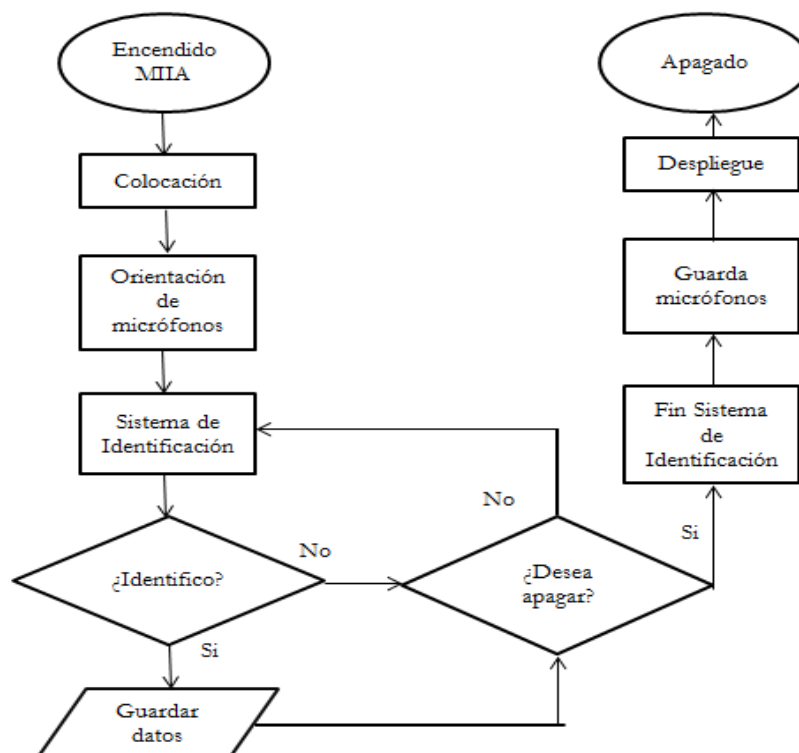 Encendido
MIIA
Colocación
Orientación
de
micrófonos
Sistema de
Identificación
¿Identifico?
No
Si
Guardar
datos
¿Desea
apagar?
No
Si
Fin Sistema
de
Identificación
Guarda
micrófonos
Despliegue
Apagado